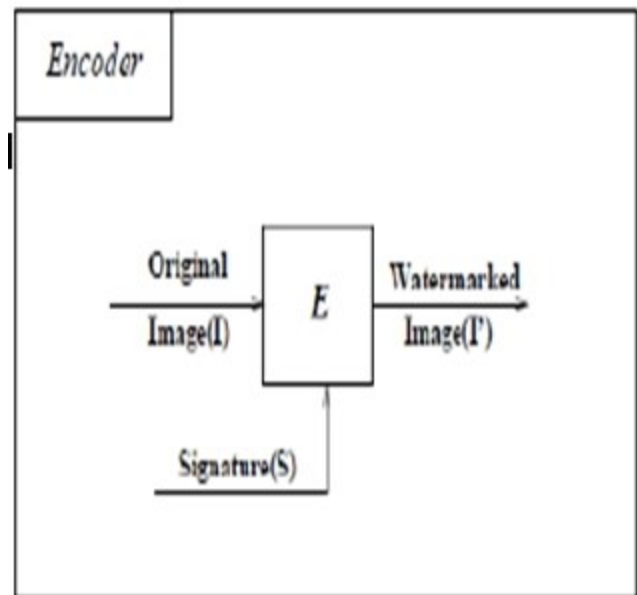 Encoder
Original
Image(I)
E
Watermarked
Image(I')
Signature(S)